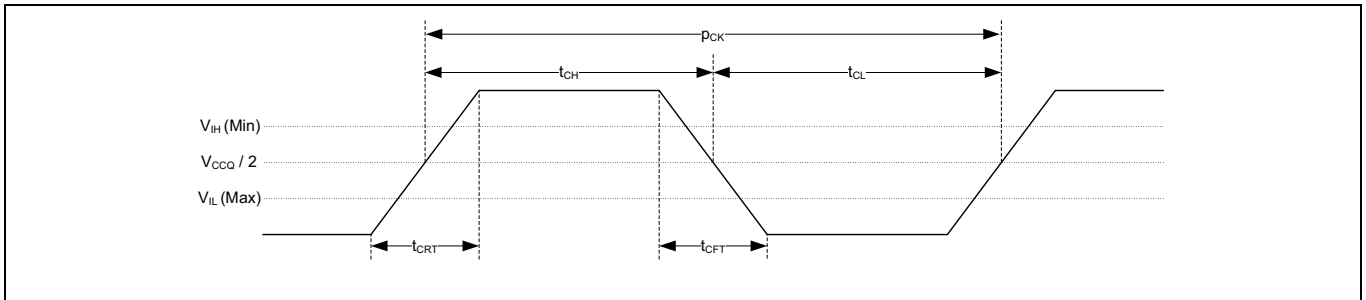 pCK
tCH
tCL
VIH (Min)
VCCQ / 2
VIL (Max)
tCRT
tCFT